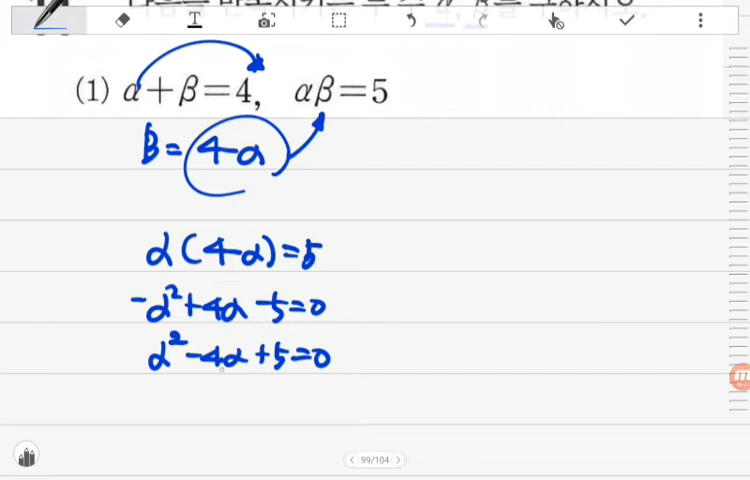 (1) α+β=4, αβ=5
β=4-α
α(4-α)=5
-α²+4α-5=0
α²-4α+5=0
99/104